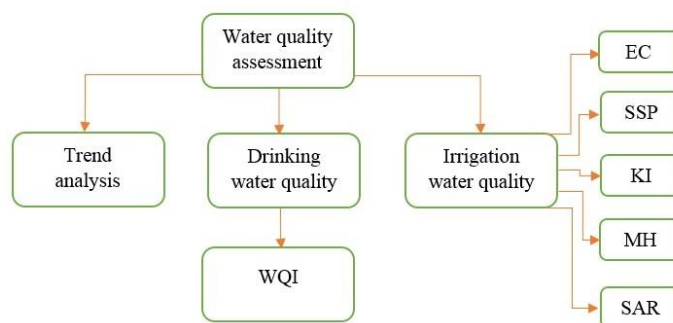 Water quality
assessment
Trend
analysis
Drinking
water quality
Irrigation
water quality
WQI
EC
SSP
KI
MH
SAR